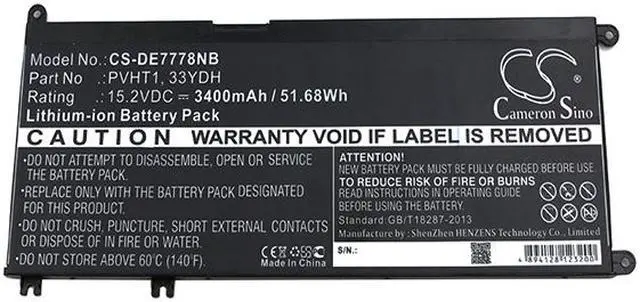 Model No.: CS-DE7778NB
Part No : PVHT1, 33YDH
Rating : 15.2VDC ⎓ 3400mAh / 51.68Wh
Lithium-ion Battery Pack
CS
Cameron Sino
CAUTION WARRANTY VOID IF LABEL IS REMOVED
•DO NOT ATTEMPT TO DISASSEMBLE, OPEN OR SERVICE
THE BATTERY PACK.
•REPLACE ONLY WITH THE BATTERY PACK DESIGNATED
FOR THIS PRODUCT.
•DO NOT CRUSH, PUNCTURE, SHORT EXTERNAL CONTACTS
OR DISPOSE OF IN FIRE OR WATER.
•DO NOT STORE ABOVE 60°C (140°F).
CE
Made In China
ATTENTION:
NEW BATTERY PACK MUST BE FULLY CHARGED BEFORE USE
TO REDUCE RISK OF FIRE OR BURNS
READ INSTRUCTIONS IN OPERATING GUIDE
BEFORE USING
Standard:GB/T18287-2013
Manufacture by : ShenZhen HENZENS Technology Co., Limited
S/N.:
4 894128 123200